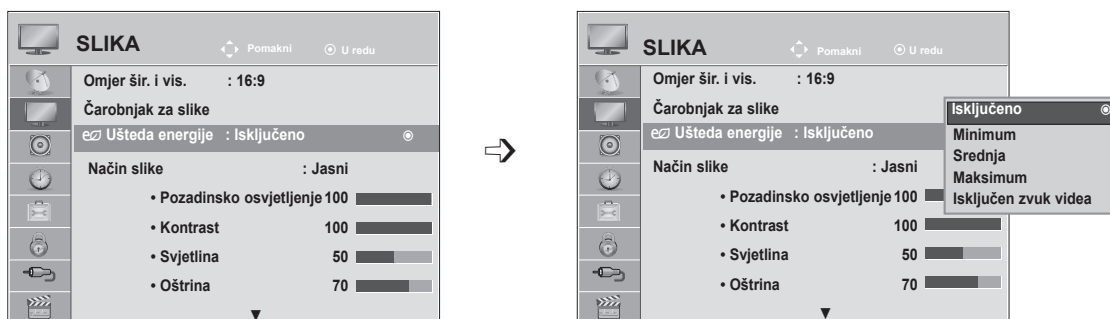 SLIKA
Pomakni
U redu
Omjer šir. i vis. : 16:9
Čarobnjak za slike
Ušteda energije : Isključeno
Način slike : Jasni
• Pozadinsko osvjetljenje 100
• Kontrast 100
• Svjetlina 50
• Oštrina 70
SLIKA
Pomakni
U redu
Omjer šir. i vis. : 16:9
Čarobnjak za slike
Ušteda energije : Isključeno
Način slike : Jasni
• Pozadinsko osvjetljenje 100
• Kontrast 100
• Svjetlina 50
• Oštrina 70
Isključeno
Minimum
Srednja
Maksimum
Isključen zvuk videa